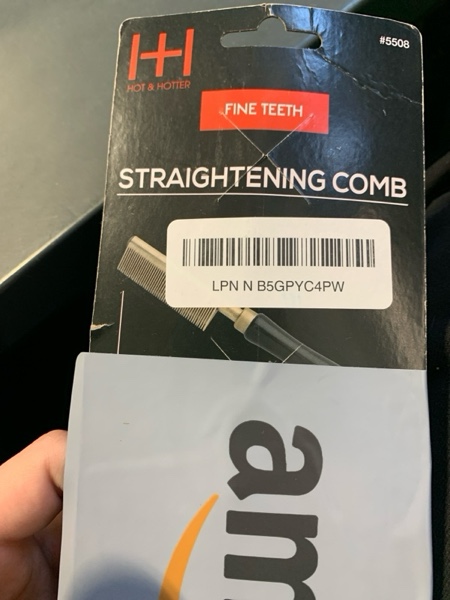 #5508
H
HOT & HOTTER
FINE TEETH
STRAIGHTENING COMB
LPN N B5GPYC4PW
am